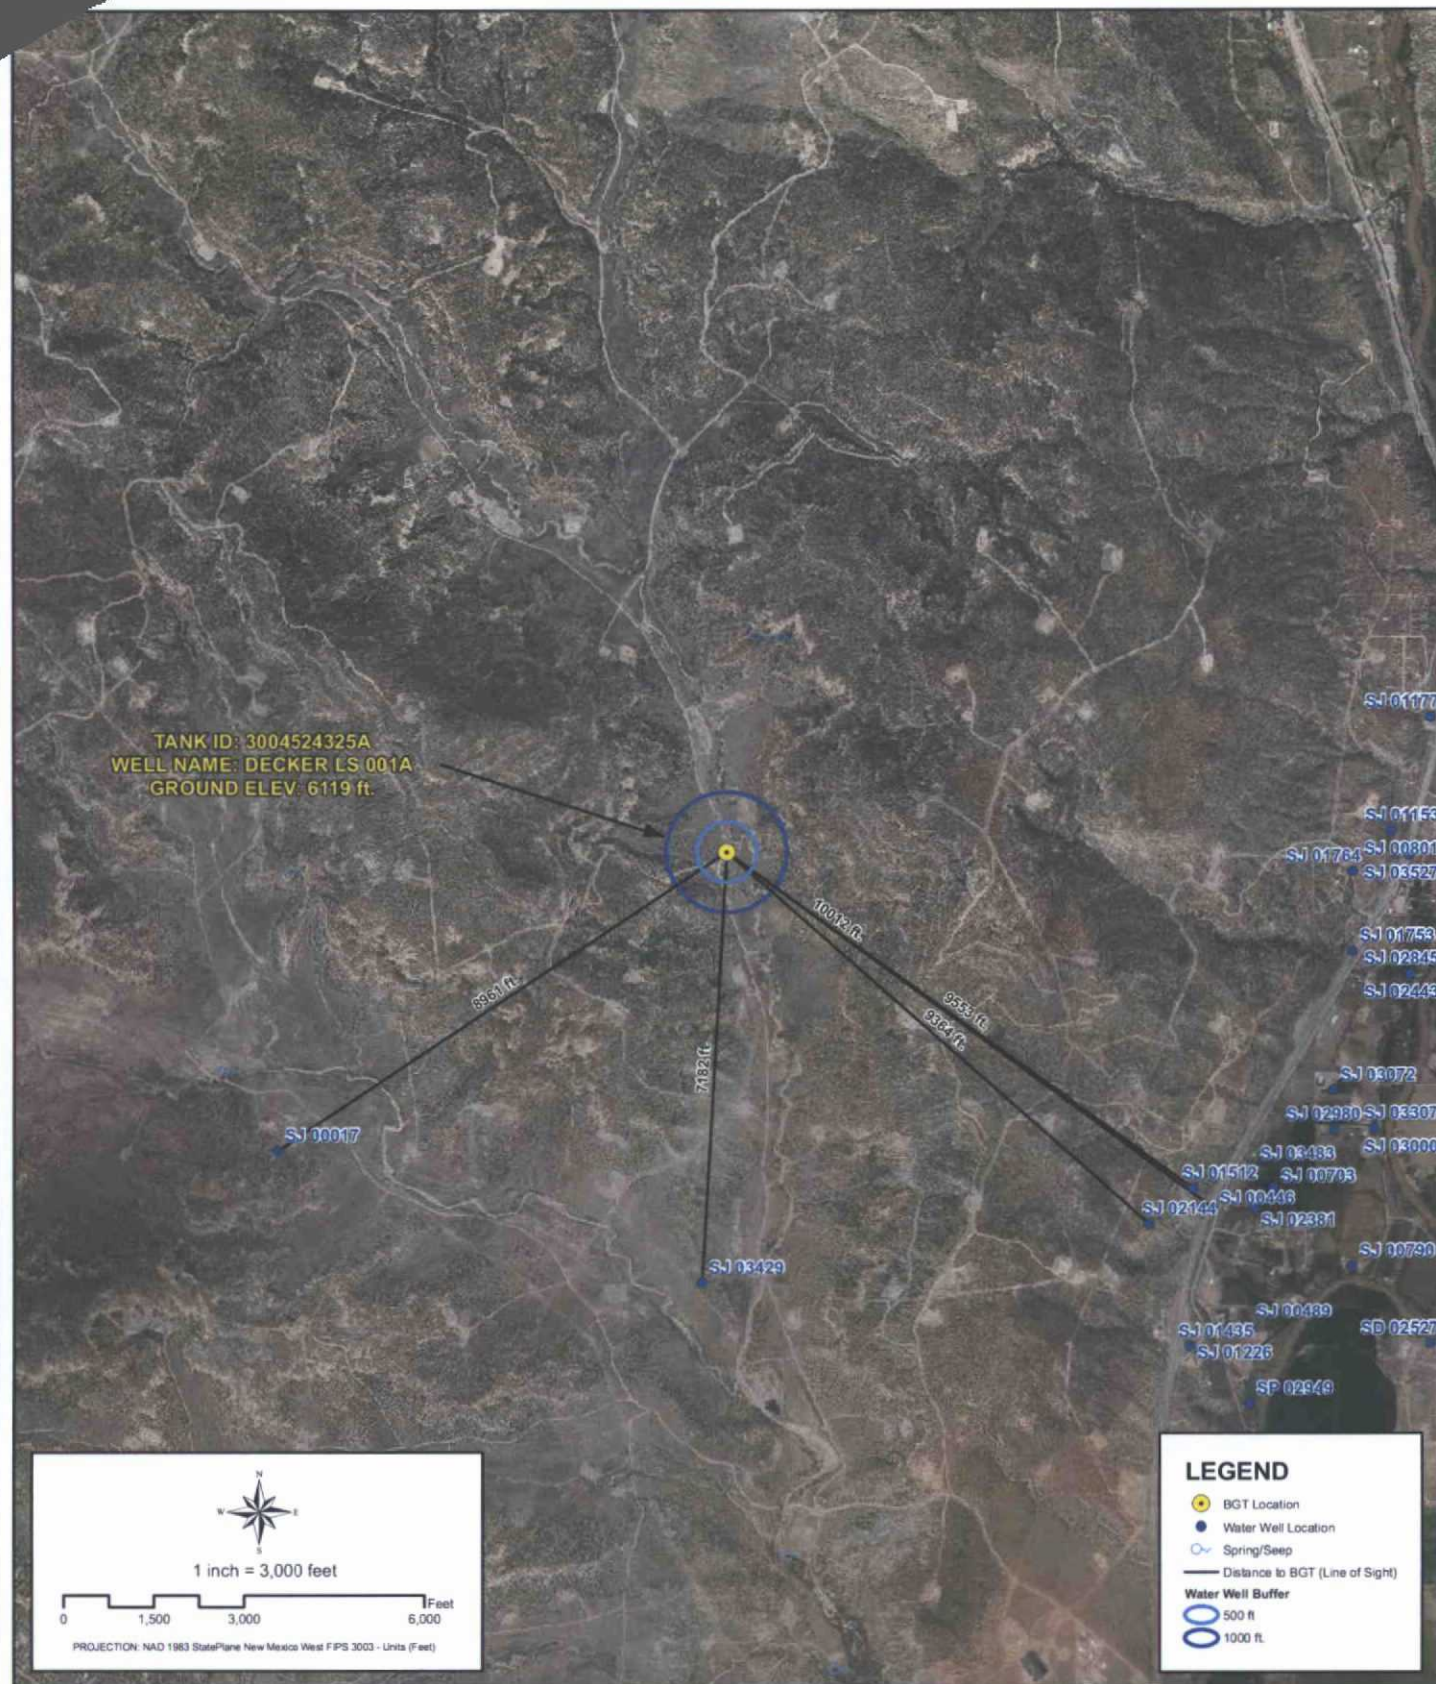 SJ 01177
TANK ID: 3004524325A
WELL NAME: DECKER LS 001A
GROUND ELEV: 6119 ft.
SJ 01153
SJ 00801
SJ 01764
SJ 03527
10012 ft.
SJ 01753
SJ 02845
SJ 02443
8961 ft.
9553 ft.
9364 ft.
7182 ft.
SJ 03072
SJ 02980
SJ 03307
SJ 00017
SJ 03000
SJ 03483
SJ 01512
SJ 00703
SJ 00446
SJ 02144
SJ 02381
SJ 00790
SJ 03429
SJ 00489
SJ 01435
SD 02527
SJ 01226
SP 02949
N
W E
S
1 inch = 3,000 feet
Feet
0 1,500 3,000 6,000
PROJECTION: NAD 1983 StatePlane New Mexico West FIPS 3003 - Units (Feet)
LEGEND
BGT Location
Water Well Location
Spring/Seep
Distance to BGT (Line of Sight)
Water Well Buffer
500 ft
1000 ft.